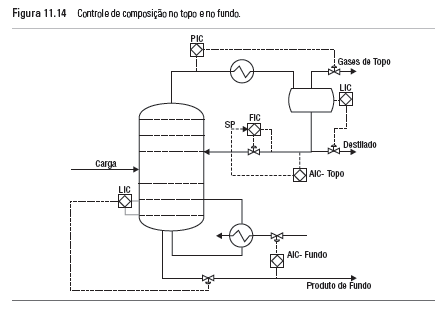 Figura 11.14 Controle de composição no topo e no fundo.
PIC
Gases de Topo
LIC
SP
FIC
Destilado
Carga
AIC- Topo
LIC
AIC- Fundo
Produto de Fundo